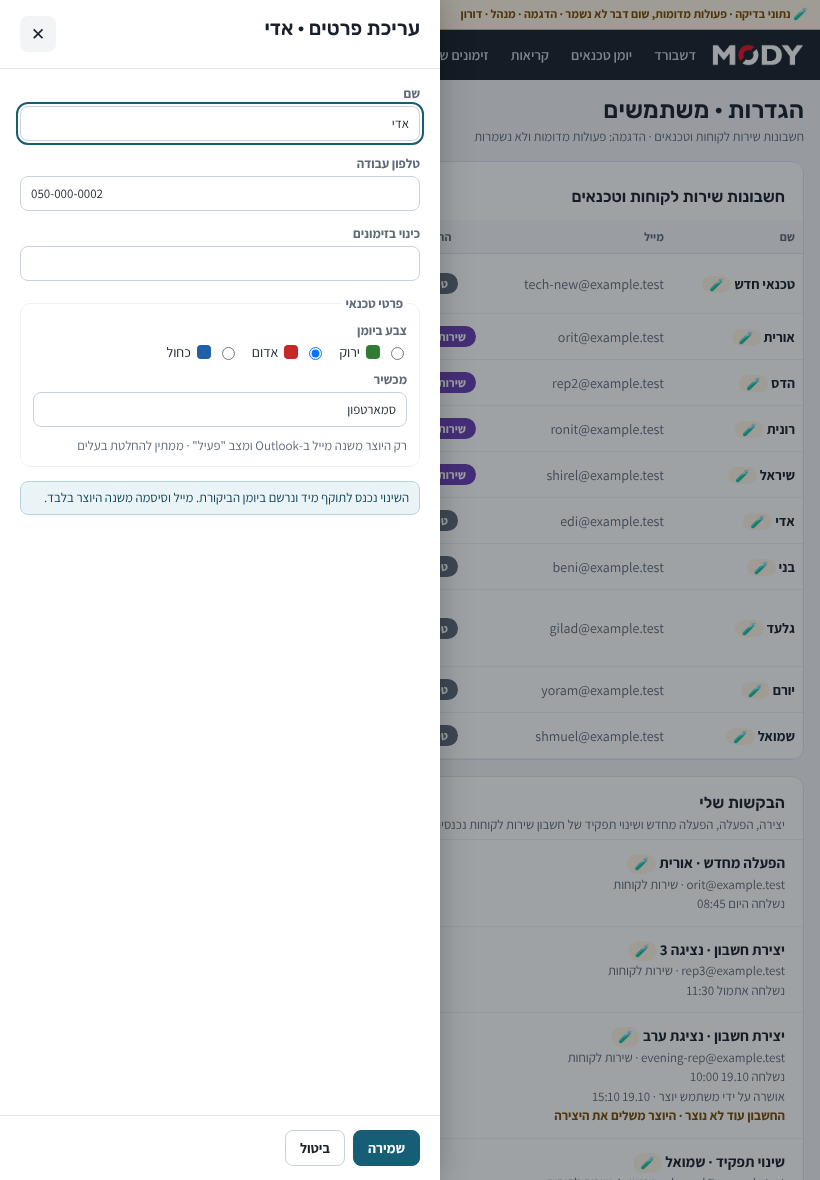 נתוני בדיקה · פעולות מדומות, שום דבר לא נשמר · הדגמה · מנהל · דורון
MODY
דשבורד
יומן טכנאים
קריאות
זימונים
הגדרות • משתמשים
חשבונות שירות לקוחות וטכנאים · הדגמה: פעולות מדומות ולא נשמרות
חשבונות שירות לקוחות וטכנאים
שם מייל
טכנאי חדש tech-new@example.test
אורית orit@example.test שירות
הדס rep2@example.test שירות
רונית ronit@example.test שירות
שיראל shirel@example.test שירות
אדי edi@example.test
בני beni@example.test
גלעד gilad@example.test
יורם yoram@example.test
שמואל shmuel@example.test
הבקשות שלי
יצירה, הפעלה, הפעלה מחדש ושינוי תפקיד של חשבון שירות לקוחות
הפעלה מחדש · אורית
orit@example.test · שירות לקוחות
נשלחה היום 08:45
יצירת חשבון · נציגה 3
rep3@example.test · שירות לקוחות
נשלחה אתמול 11:30
יצירת חשבון · נציגת ערב
evening-rep@example.test · שירות לקוחות
נשלחה 19.10 10:00
אושרה על ידי משתמש יוצר · 19.10 15:10
החשבון עוד לא נוצר · היוצר משלים את היצירה
שינוי תפקיד · שמואל
עריכת פרטים • אדי
✕
שם
אדי
טלפון עבודה
050-000-0002
כינוי בזימונים
פרטי טכנאי
צבע ביומן
ירוק אדום כחול
מכשיר
סמארטפון
רק היוצר משנה מייל ב-Outlook ומצב "פעיל" · ממתין להחלטת בעלים
השינוי נכנס לתוקף מיד ונרשם ביומן הביקורת. מייל וסיסמה משנה היוצר בלבד.
שמירה
ביטול